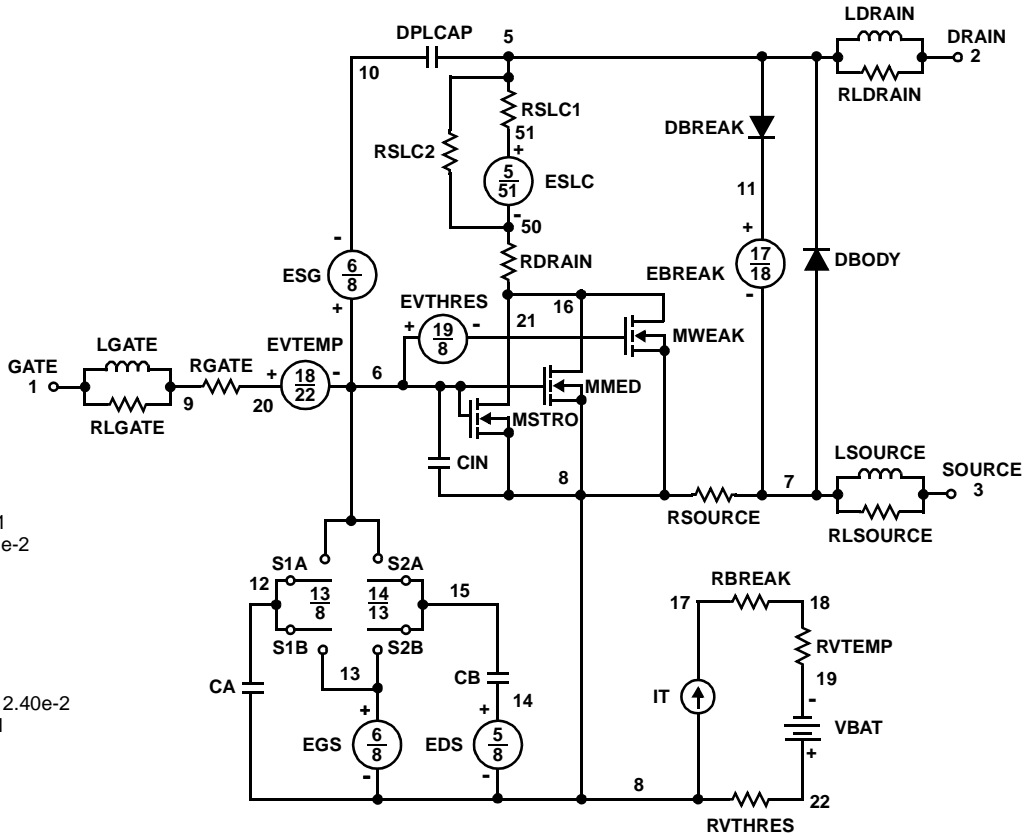 LDRAIN
DPLCAP
5
DRAIN
2
10
RLDRAIN
RSLC1
DBREAK
51
+
RSLC2
5
51
ESLC
11
-
50
-
+
RDRAIN
17
18
DBODY
6
8
EBREAK
ESG
EVTHRES
-
16
+
+
19
8
-
21
MWEAK
LGATE
EVTEMP
GATE
1
RGATE
+
18
22
-
6
MMED
9
20
RLGATE
MSTRO
LSOURCE
CIN
8
7
SOURCE
3
RSOURCE
RLSOURCE
e-2
S1A
S2A
12
13
8
14
13
15
RBREAK
17
18
S1B
S2B
RVTEMP
13
CB
19
CA
14
IT
-
2.40e-2
+
+
VBAT
EGS
6
8
EDS
5
8
+
-
-
8
22
RVTHRES